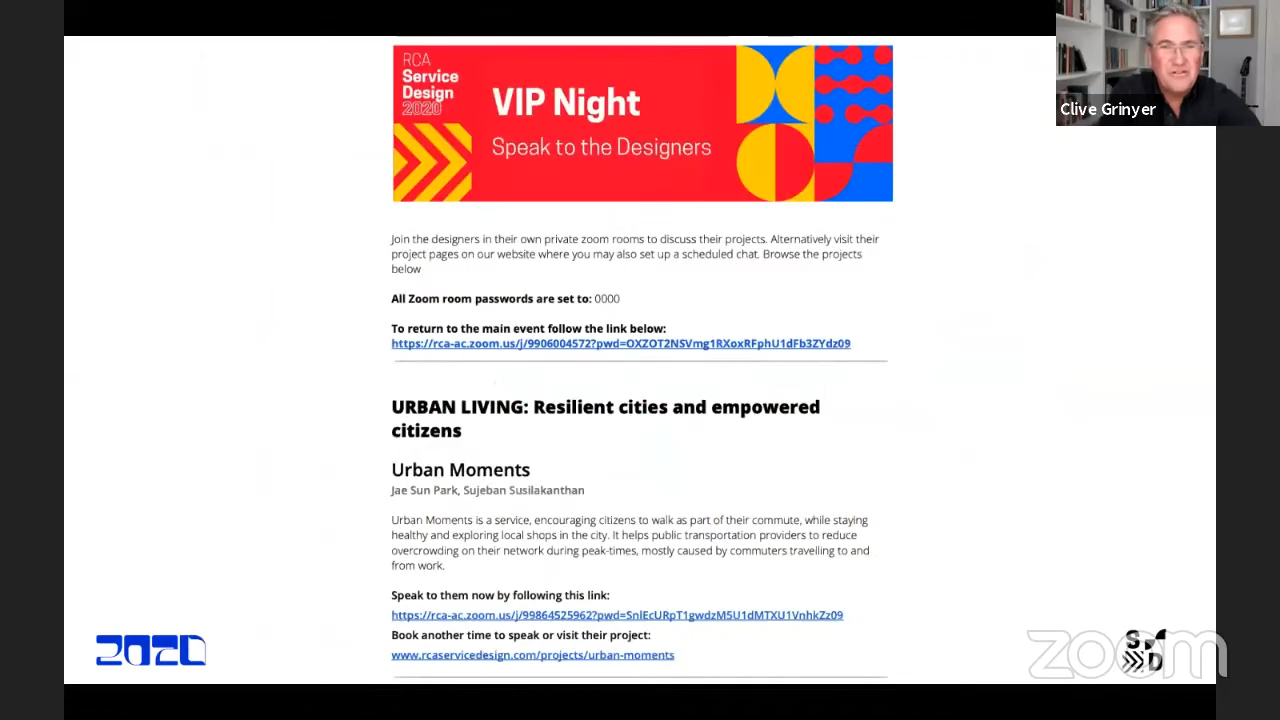 RCA
Service
Design
2020
VIP Night
Speak to the Designers
Clive Grinyer
Join the designers in their own private zoom rooms to discuss their projects. Alternatively visit their
project pages on our website where you may also set up a scheduled chat. Browse the projects
below
All Zoom room passwords are set to: 0000
To return to the main event follow the link below:
https://rca-ac.zoom.us/j/9906004572?pwd=OXZOT2NSVmg1RXoxRFphU1dFb3ZYdz09
URBAN LIVING: Resilient cities and empowered
citizens
Urban Moments
Jae Sun Park, Sujeban Susilakanthan
Urban Moments is a service, encouraging citizens to walk as part of their commute, while staying
healthy and exploring local shops in the city. It helps public transportation providers to reduce
overcrowding on their network during peak-times, mostly caused by commuters travelling to and
from work.
Speak to them now by following this link:
https://rca-ac.zoom.us/j/99864525962?pwd=SnlEcURpT1gwdzM5U1dMTXU1VnhkZz09
Book another time to speak or visit their project:
www.rcaservicedesign.com/projects/urban-moments
2020
zoom